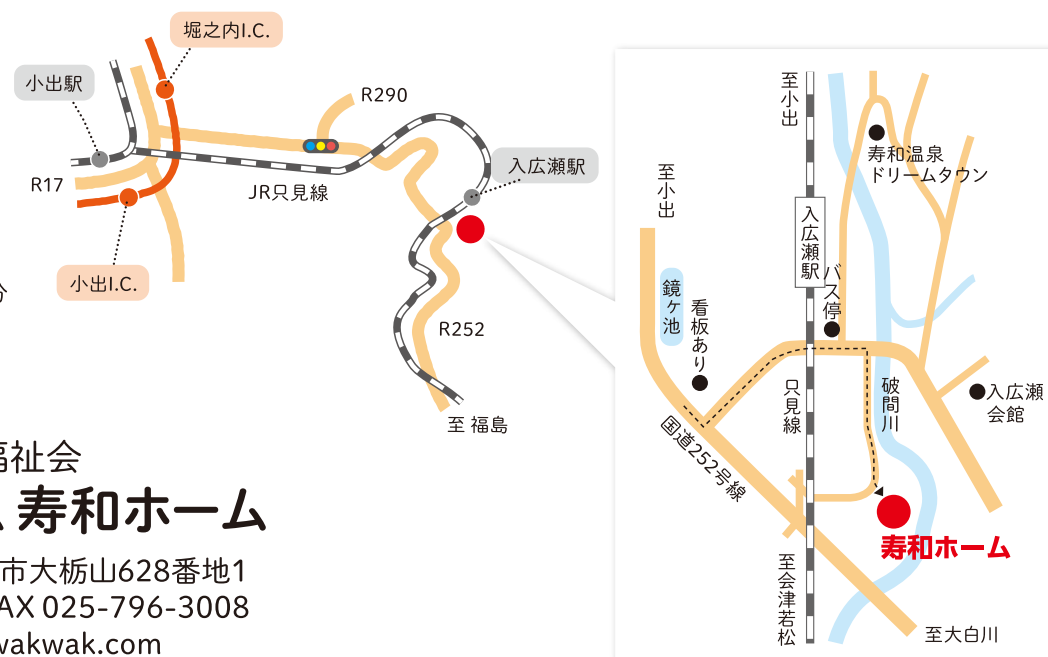 堀之内I.C.
小出駅
R290
R17
JR只見線
入広瀬駅
小出I.C.
分
R252
至 福島
福祉会
寿和ホーム
市大栃山628番地1
AX 025-796-3008
wakwak.com
至小出
寿和温泉
ドリームタウン
至小出
入広瀬駅
バス停
鏡ヶ池
看板あり
只見線
破間川
入広瀬
会館
国道252号線
寿和ホーム
至会津若松
至大白川